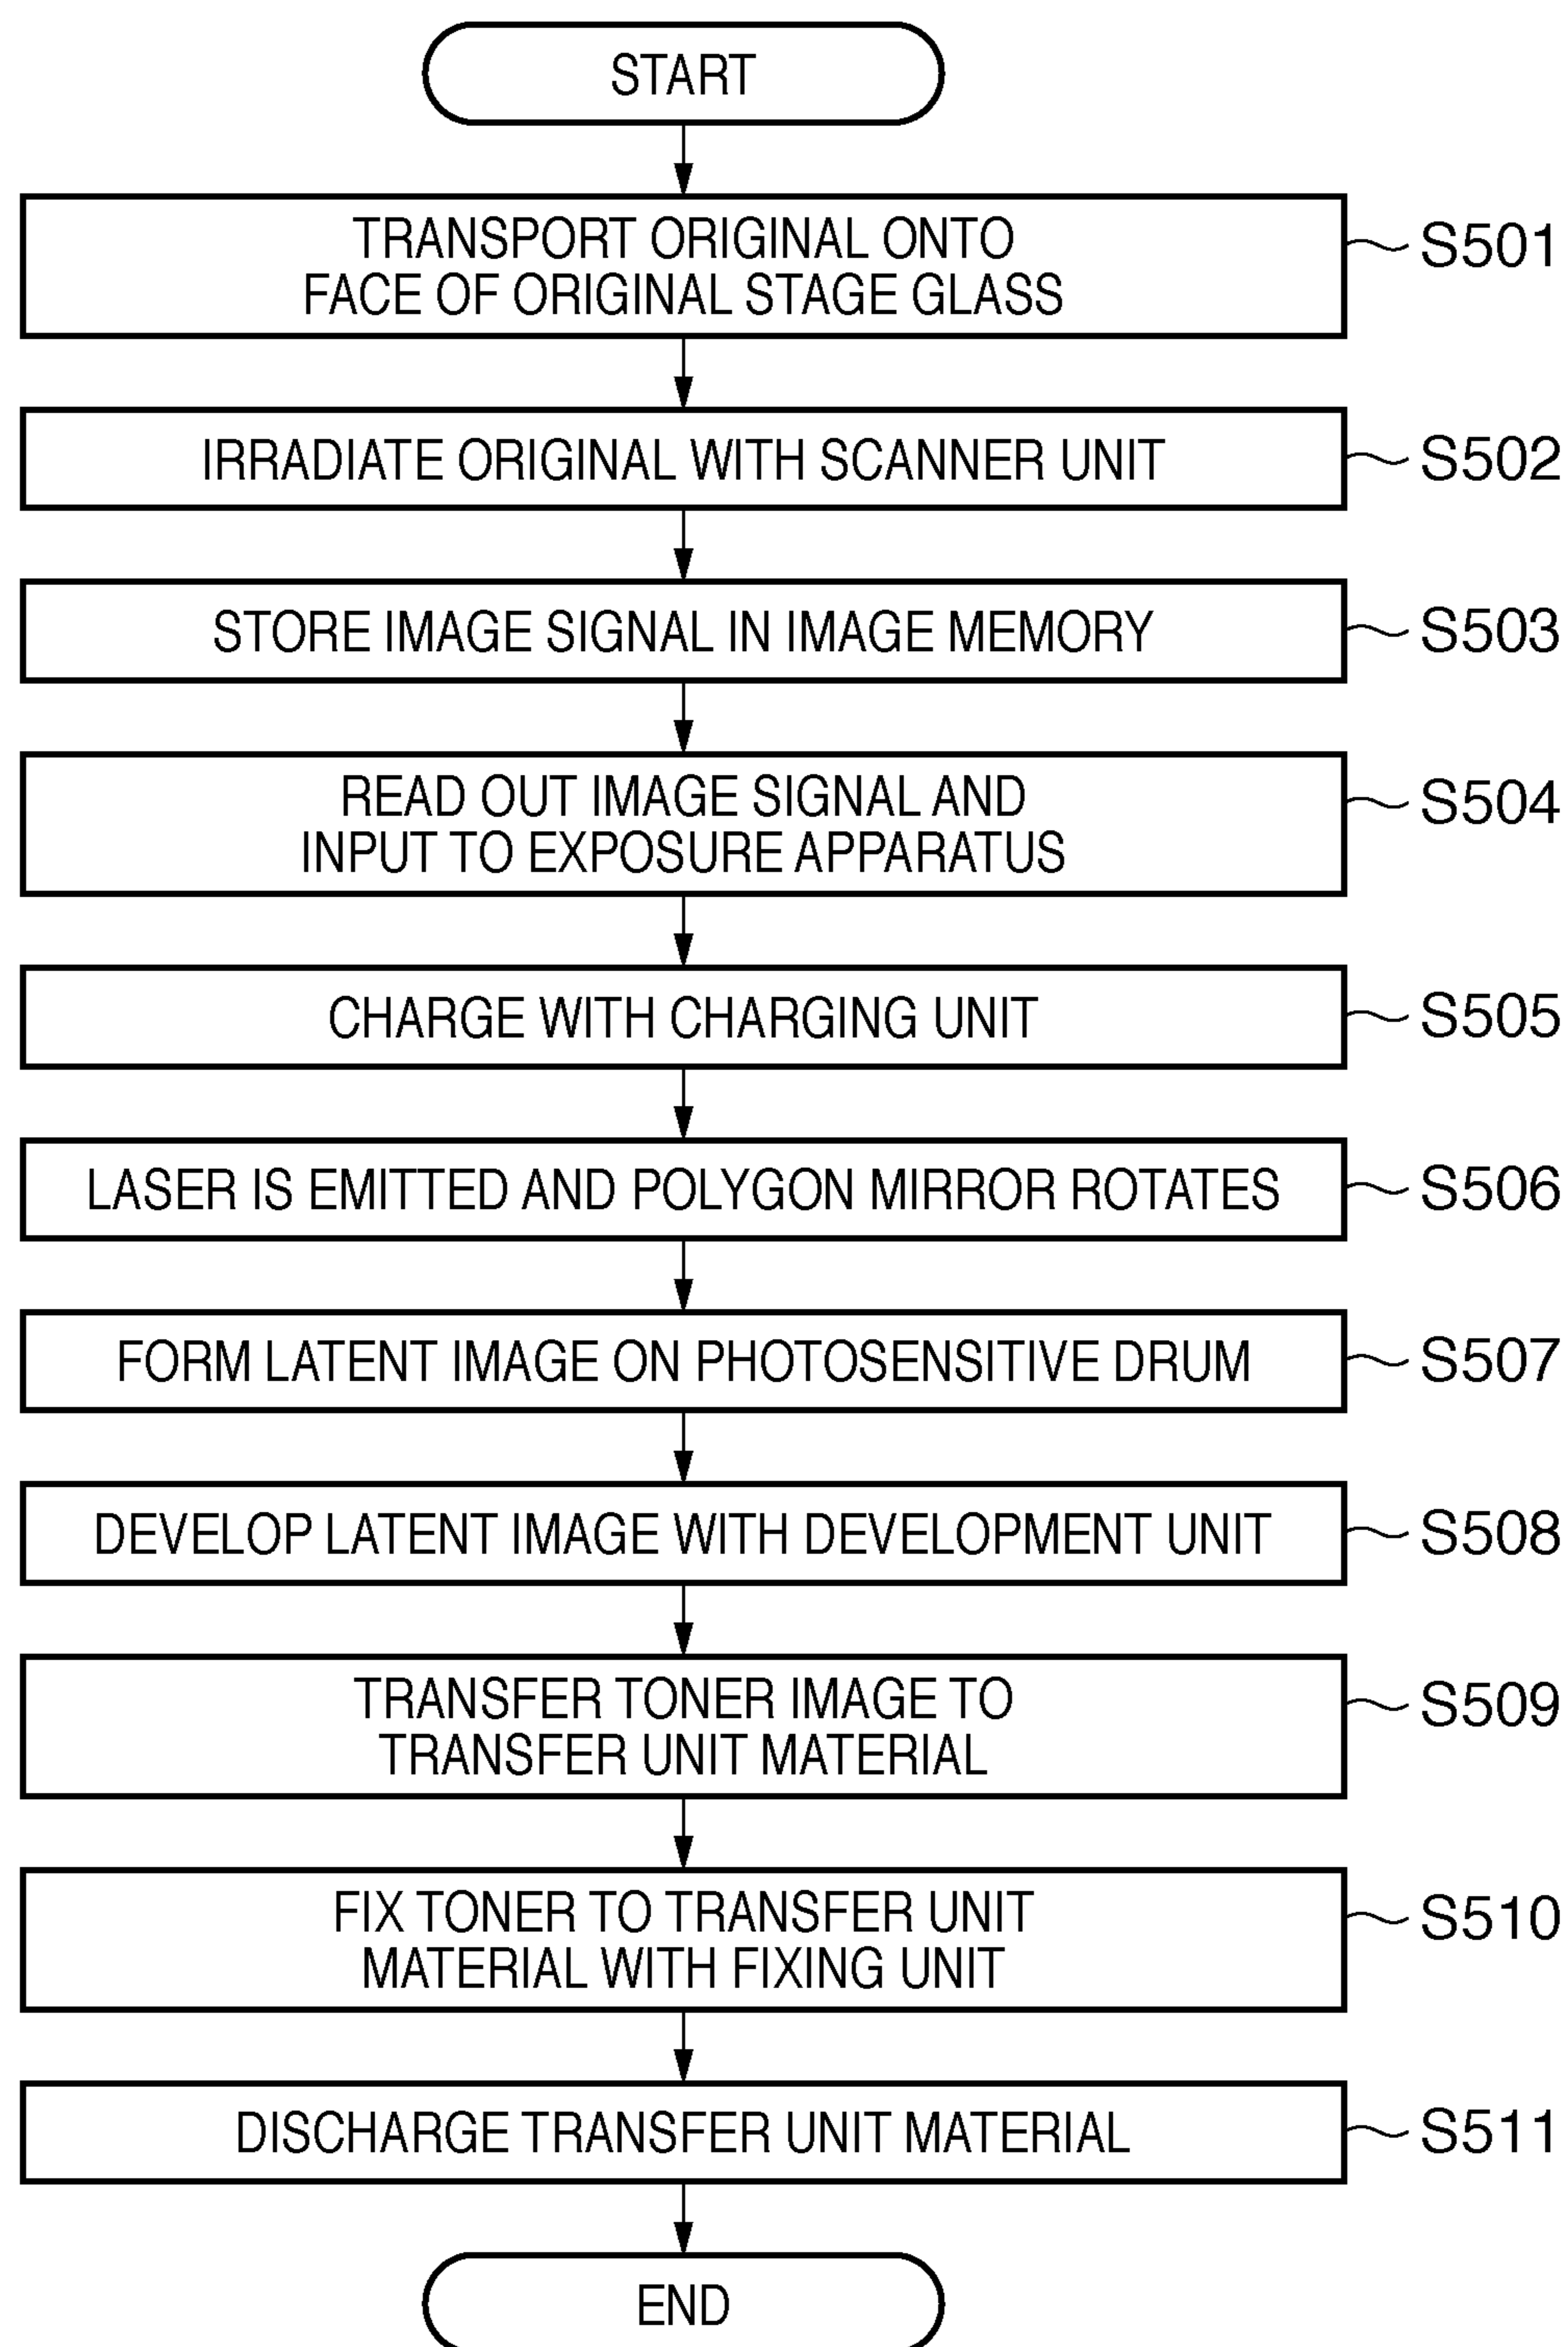 START
TRANSPORT ORIGINAL ONTO
FACE OF ORIGINAL STAGE GLASS
S501
IRRADIATE ORIGINAL WITH SCANNER UNIT
S502
STORE IMAGE SIGNAL IN IMAGE MEMORY
S503
READ OUT IMAGE SIGNAL AND
INPUT TO EXPOSURE APPARATUS
S504
CHARGE WITH CHARGING UNIT
S505
LASER IS EMITTED AND POLYGON MIRROR ROTATES
S506
FORM LATENT IMAGE ON PHOTOSENSITIVE DRUM
S507
DEVELOP LATENT IMAGE WITH DEVELOPMENT UNIT
S508
TRANSFER TONER IMAGE TO
TRANSFER UNIT MATERIAL
S509
FIX TONER TO TRANSFER UNIT
MATERIAL WITH FIXING UNIT
S510
DISCHARGE TRANSFER UNIT MATERIAL
S511
END